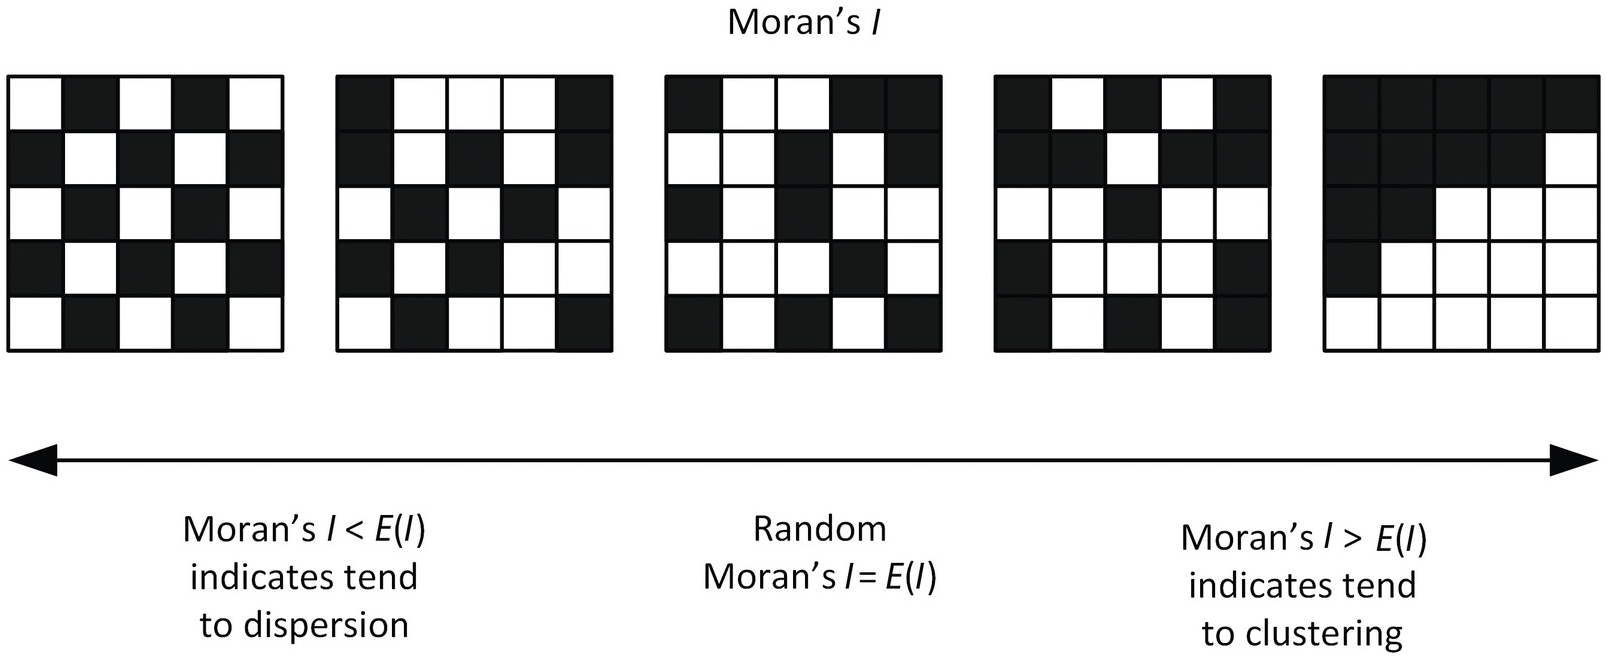 Moran’s I
Moran’s I < E(I)
indicates tend
to dispersion
Random
Moran’s I = E(I)
Moran’s I > E(I)
indicates tend
to clustering